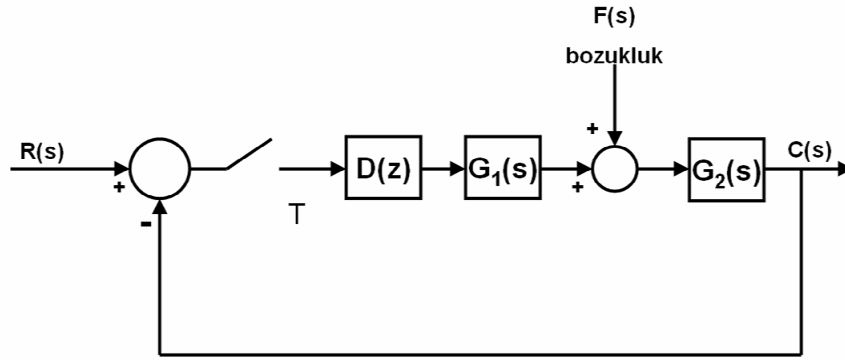 F(s)
bozukluk
R(s)
+
-
T
D(z)
G₁(s)
+
+
G₂(s)
C(s)